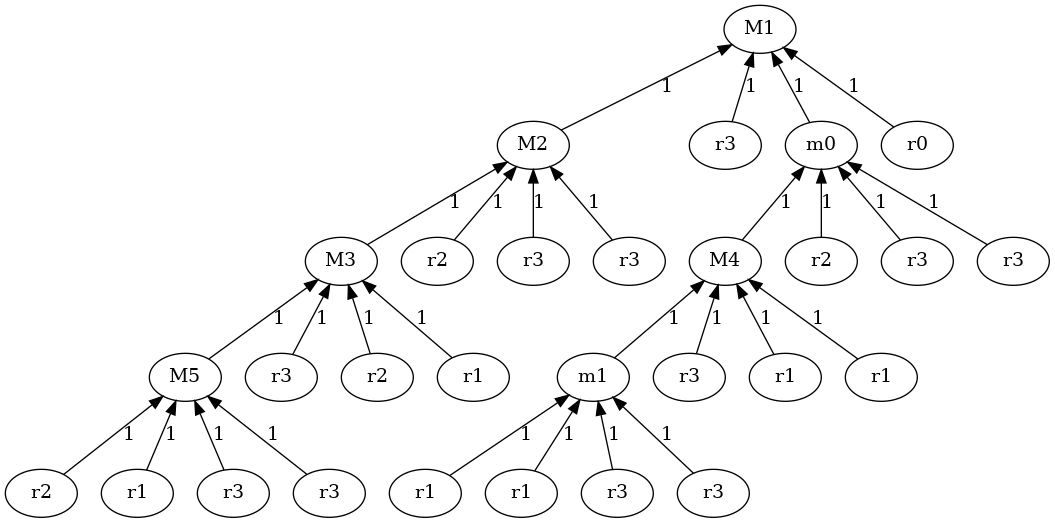 M1
1 1 1 1
M2 r3 m0 r0
1 1 1 1 1 1 1 1
M3 r2 r3 r3 M4 r2 r3 r3
1 1 1 1 1 1 1 1
M5 r3 r2 r1 m1 r3 r1 r1
1 1 1 1 1 1 1 1
r2 r1 r3 r3 r1 r1 r3 r3